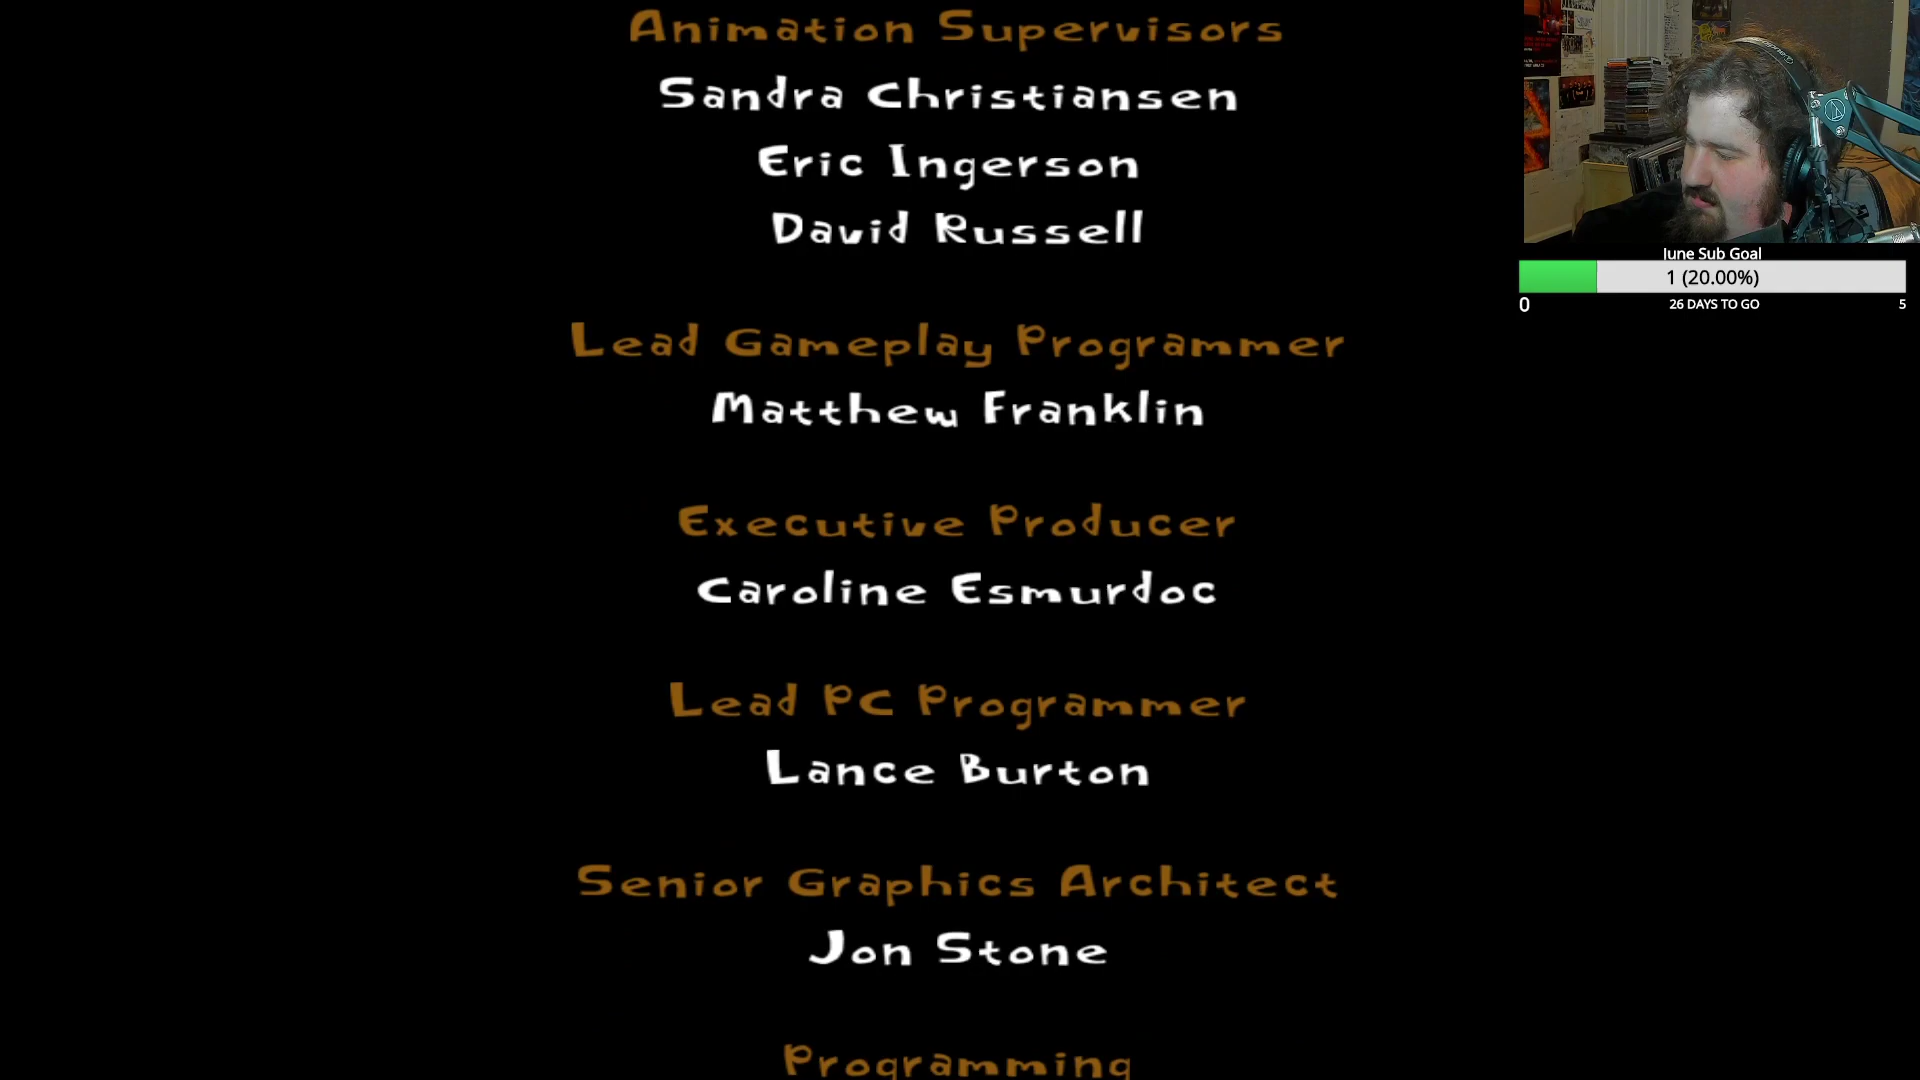 Animation Supervisors
Sandra Christiansen
Eric Ingerson
David Russell
Lead Gameplay Programmer
Matthew Franklin
Executive Producer
Caroline Esmurdoc
Lead PC Programmer
Lance Burton
Senior Graphics Architect
Jon Stone
Programming
June Sub Goal
1 (20.00%)
0
26 DAYS TO GO
5